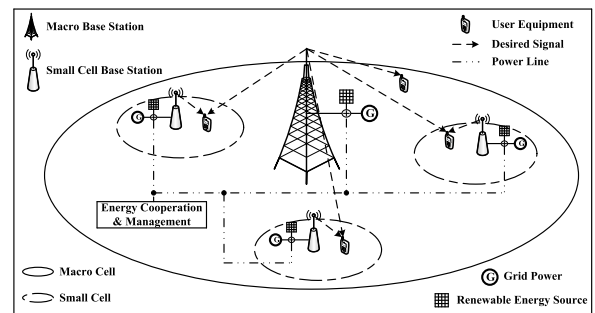 Macro Base Station
Small Cell Base Station
User Equipment
Desired Signal
Power Line
G
G
G
Energy Cooperation
& Management
G
Macro Cell
Small Cell
G Grid Power
Renewable Energy Source